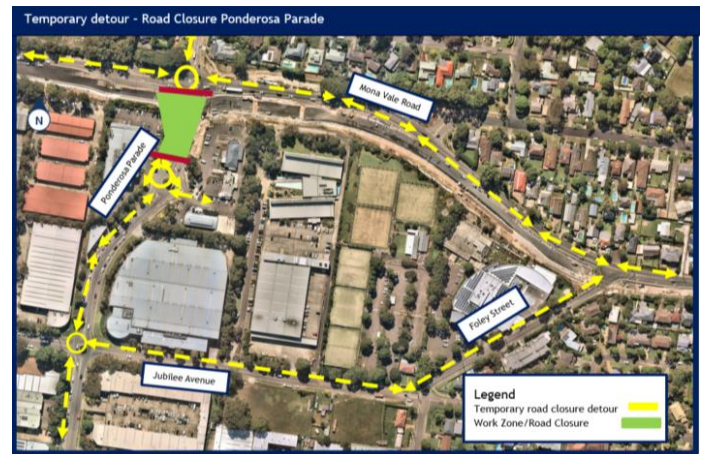 Temporary detour - Road Closure Ponderosa Parade
Mona Vale Road
N
Ponderosa Parade
Foley Street
Jubilee Avenue
Legend
Temporary road closure detour
Work Zone/Road Closure